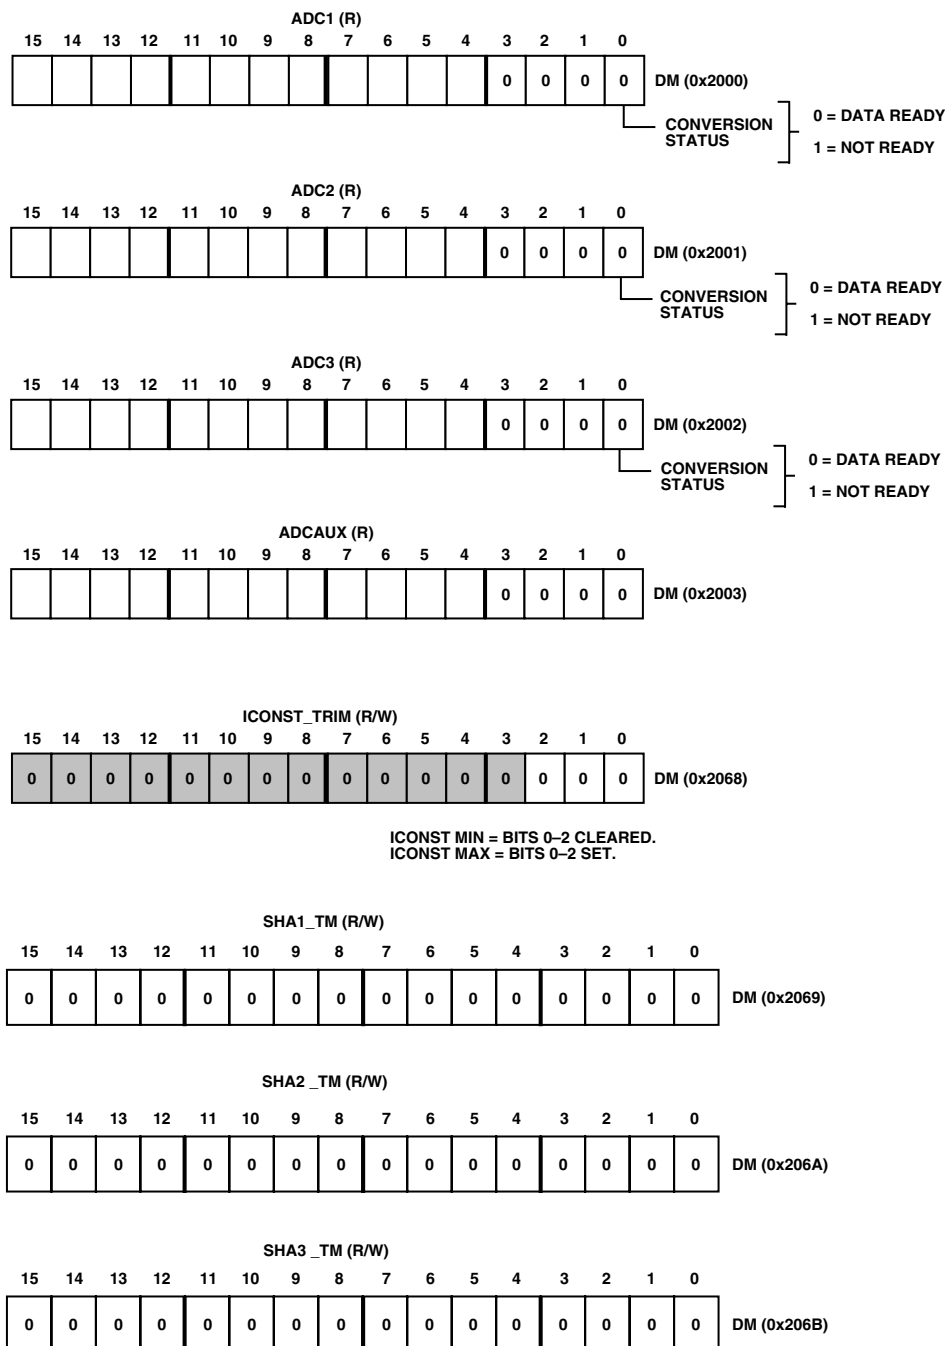 ADC1 (R)
15 14 13 12 11 10 9 8 7 6 5 4 3 2 1 0
0 0 0 0 DM (0x2000)
CONVERSION STATUS
0 = DATA READY
1 = NOT READY
ADC2 (R)
15 14 13 12 11 10 9 8 7 6 5 4 3 2 1 0
0 0 0 0 DM (0x2001)
CONVERSION STATUS
0 = DATA READY
1 = NOT READY
ADC3 (R)
15 14 13 12 11 10 9 8 7 6 5 4 3 2 1 0
0 0 0 0 DM (0x2002)
CONVERSION STATUS
0 = DATA READY
1 = NOT READY
ADCAUX (R)
15 14 13 12 11 10 9 8 7 6 5 4 3 2 1 0
0 0 0 0 DM (0x2003)
ICONST_TRIM (R/W)
15 14 13 12 11 10 9 8 7 6 5 4 3 2 1 0
0 0 0 0 0 0 0 0 0 0 0 0 0 0 0 0 DM (0x2068)
ICONST MIN = BITS 0–2 CLEARED.
ICONST MAX = BITS 0–2 SET.
SHA1_TM (R/W)
15 14 13 12 11 10 9 8 7 6 5 4 3 2 1 0
0 0 0 0 0 0 0 0 0 0 0 0 0 0 0 0 DM (0x2069)
SHA2 _TM (R/W)
15 14 13 12 11 10 9 8 7 6 5 4 3 2 1 0
0 0 0 0 0 0 0 0 0 0 0 0 0 0 0 0 DM (0x206A)
SHA3 _TM (R/W)
15 14 13 12 11 10 9 8 7 6 5 4 3 2 1 0
0 0 0 0 0 0 0 0 0 0 0 0 0 0 0 0 DM (0x206B)